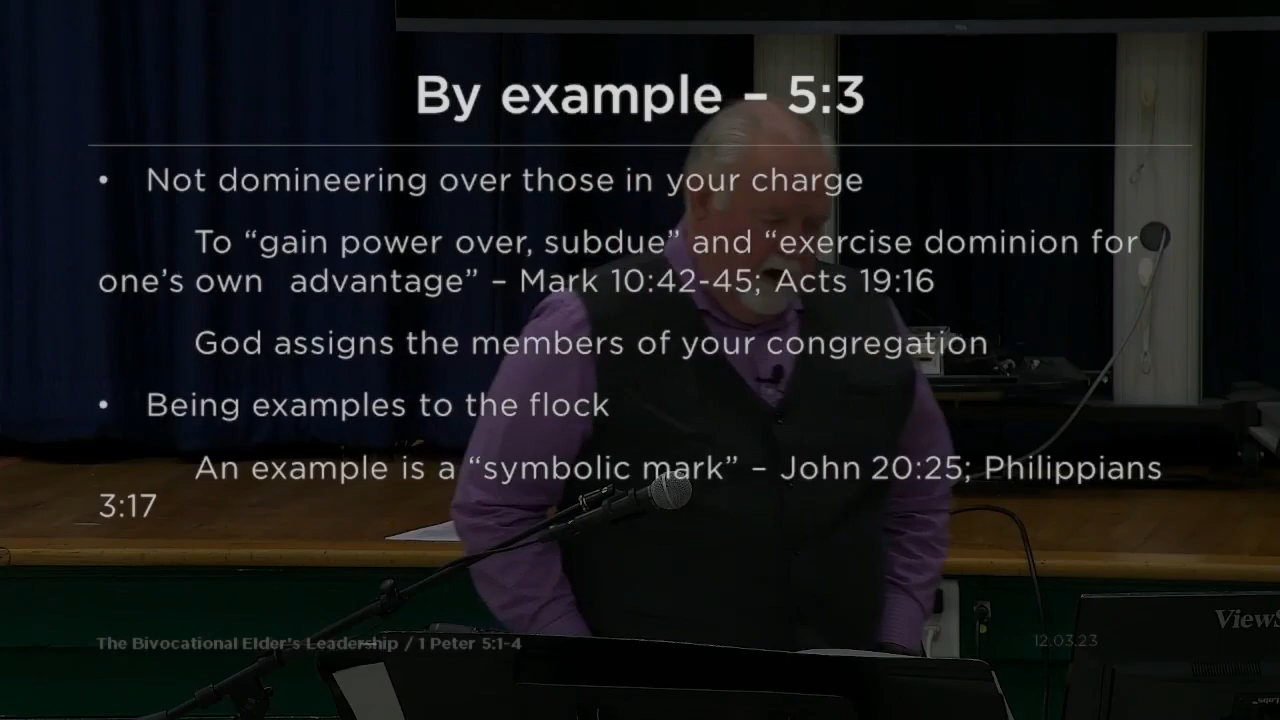 By example – 5:3
• Not domineering over those in your charge
To “gain power over, subdue” and “exercise dominion for
one’s own advantage” – Mark 10:42-45; Acts 19:16
God assigns the members of your congregation
• Being examples to the flock
An example is a “symbolic mark” – John 20:25; Philippians
3:17
The Bivocational Elder’s Leadership / 1 Peter 5:1-4
12.03.23